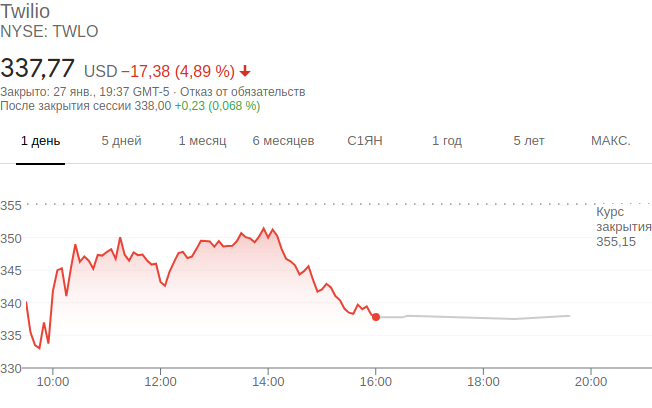 Twilio
NYSE: TWLO
337,77 USD −17,38 (4,89 %)
Закрыто: 27 янв., 19:37 GMT-5 · Отказ от обязательств
После закрытия сессии 338,00 +0,23 (0,068 %)
1 день 5 дней 1 месяц 6 месяцев С1ЯН 1 год 5 лет МАКС.
355
Курс
закрытия
355,15
350
345
340
335
330
10:00 12:00 14:00 16:00 18:00 20:00